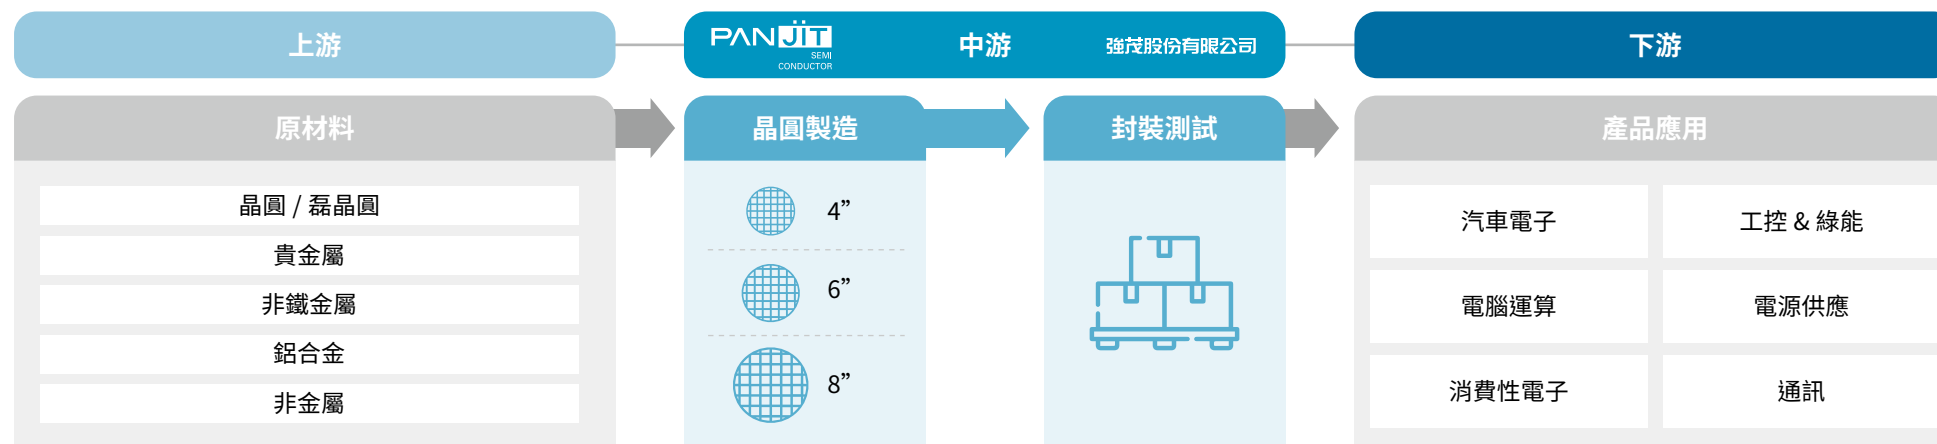 上游
原材料
晶圓 / 磊晶圓
貴金屬
非鐵金屬
鋁合金
非金屬
PANJIT
SEMI
CONDUCTOR
中游
強茂股份有限公司
晶圓製造
4”
6”
8”
封裝測試
下游
產品應用
汽車電子
工控 & 綠能
電腦運算
電源供應
消費性電子
通訊